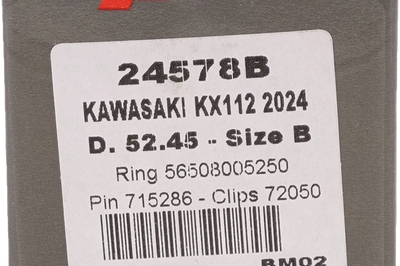 24578B
KAWASAKI KX112 2024
D. 52.45 - Size B
Ring 56508005250
Pin 715286 - Clips 72050
BM02